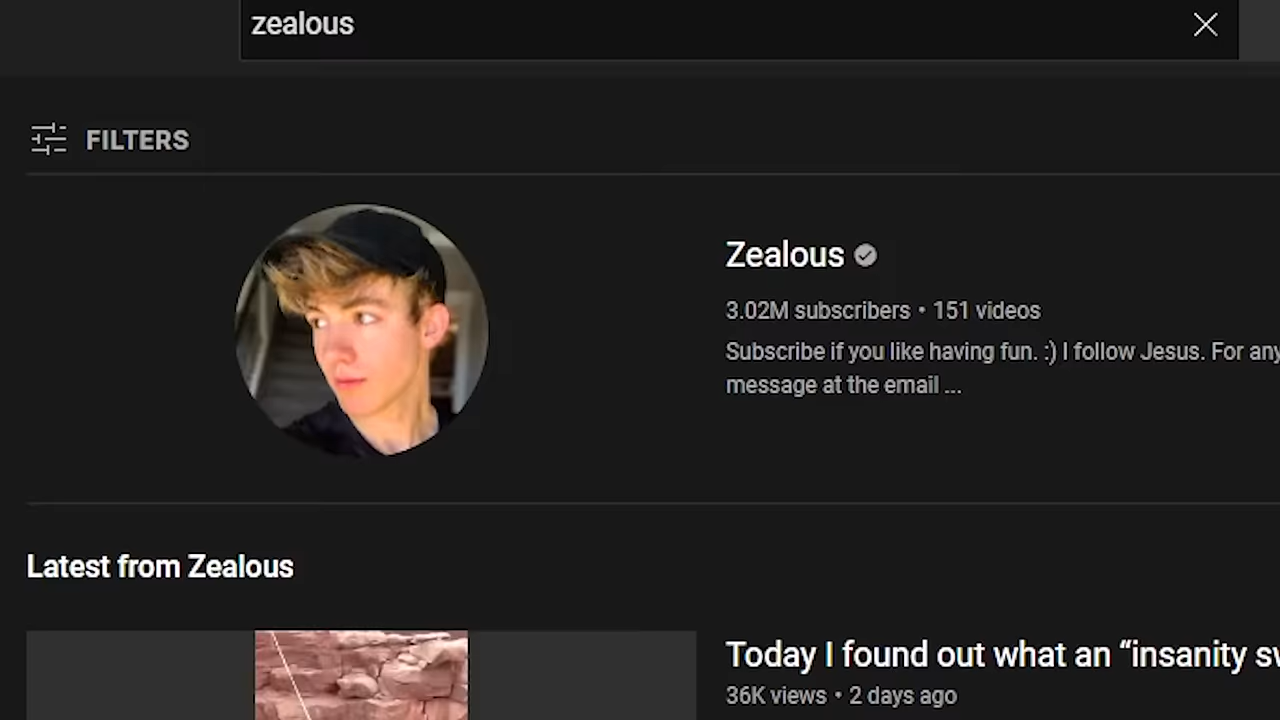 zealous
FILTERS
Zealous
3.02M subscribers • 151 videos
Subscribe if you like having fun. :) I follow Jesus. For any
message at the email ...
Latest from Zealous
Today I found out what an “insanity
36K views • 2 days ago